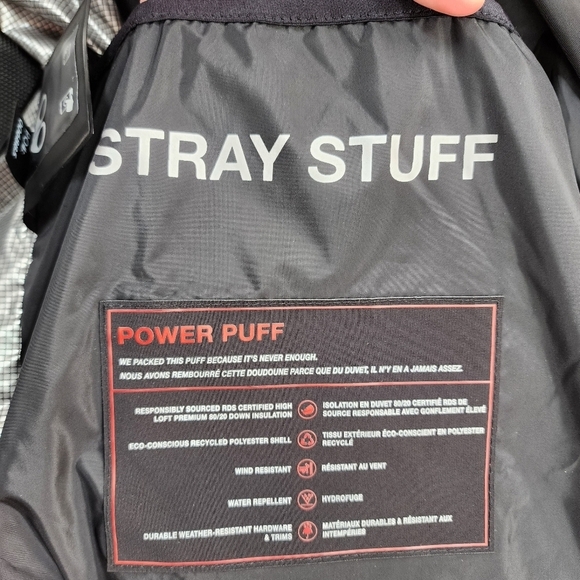 STRAY STUFF
POWER PUFF
WE PACKED THIS PUFF BECAUSE IT'S NEVER ENOUGH.
NOUS AVONS REMBOURRÉ CETTE DOUDOUNE PARCE QUE DU DUVET, IL N'Y EN A JAMAIS ASSEZ.
RESPONSIBLY SOURCED RDS CERTIFIED HIGH
LOFT PREMIUM 80/20 DOWN INSULATION
ISOLATION EN DUVET 80/20 CERTIFIÉ RDS DE
SOURCE RESPONSABLE AVEC GONFLEMENT ÉLEVÉ
ECO-CONSCIOUS RECYCLED POLYESTER SHELL
TISSU EXTÉRIEUR ÉCO-CONSCIENT EN POLYESTER
RECYCLÉ
WIND RESISTANT
RÉSISTANT AU VENT
WATER REPELLENT
HYDROFUGE
DURABLE WEATHER-RESISTANT HARDWARE
& TRIMS
MATÉRIAUX DURABLES & RÉSISTANT AUX
INTEMPÉRIES